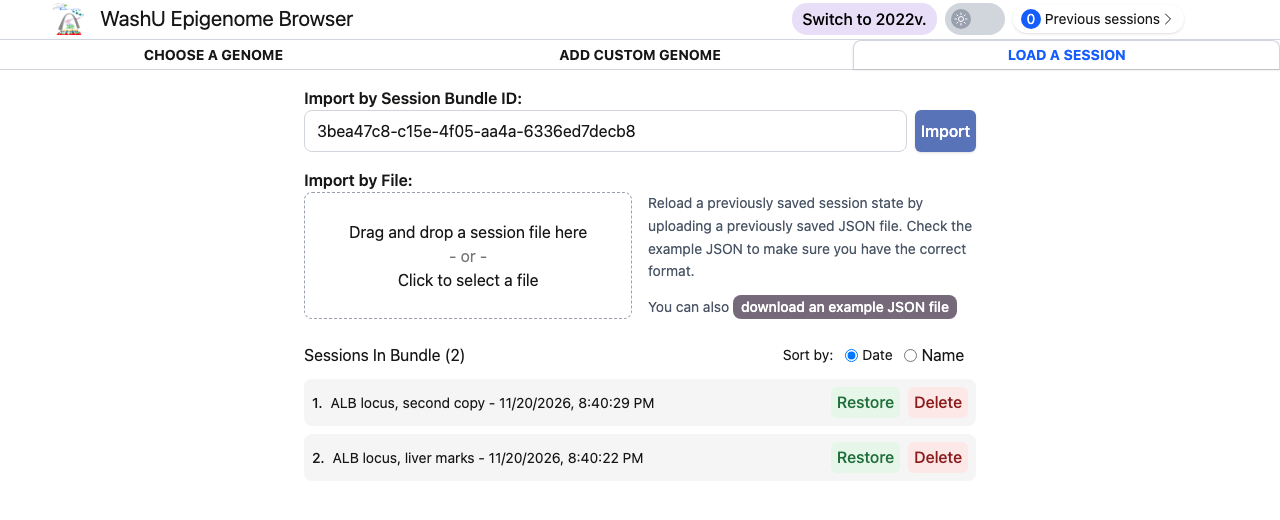 WashU Epigenome Browser
Switch to 2022v.
0 Previous sessions
CHOOSE A GENOME
ADD CUSTOM GENOME
LOAD A SESSION
Import by Session Bundle ID:
3bea47c8-c15e-4f05-aa4a-6336ed7decb8
Import
Import by File:
Drag and drop a session file here
- or -
Click to select a file
Reload a previously saved session state by
uploading a previously saved JSON file. Check the
example JSON to make sure you have the correct
format.
You can also download an example JSON file
Sessions In Bundle (2)
Sort by: Date Name
1. ALB locus, second copy - 11/20/2026, 8:40:29 PM
Restore Delete
2. ALB locus, liver marks - 11/20/2026, 8:40:22 PM
Restore Delete